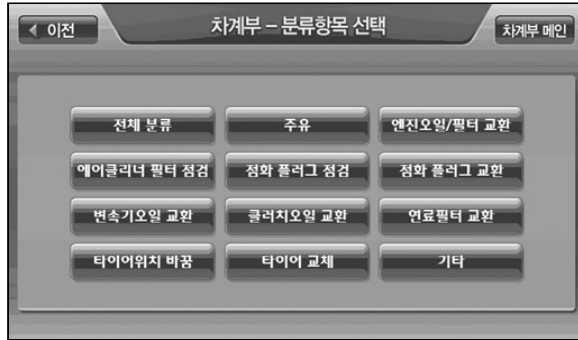 이전 차계부 – 분류항목 선택 차계부 메인
전체 분류 주유 엔진오일/필터 교환
에어클리너 필터 점검 점화 플러그 점검 점화 플러그 교환
변속기오일 교환 클러치오일 교환 연료필터 교환
타이어위치 바꿈 타이어 교체 기타